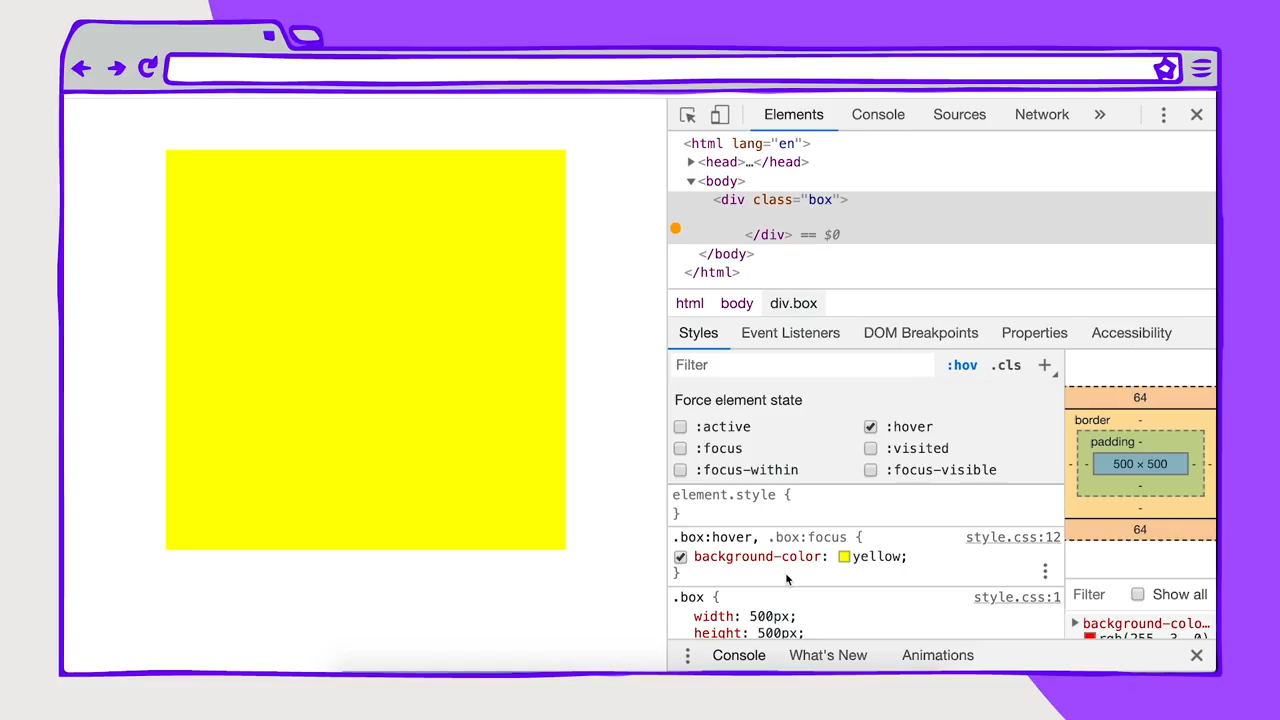 Elements Console Sources Network »
<html lang="en">
▶<head>…</head>
▼<body>
<div class="box">
</div> == $0
</body>
</html>
html body div.box
Styles Event Listeners DOM Breakpoints Properties Accessibility
Filter :hov .cls +
Force element state
:active :hover
:focus :visited
:focus-within :focus-visible
element.style {
}
.box:hover, .box:focus { style.css:12
background-color: yellow;
}
.box { style.css:1
width: 500px;
height: 500px;
64
border -
padding -
- - 500 × 500 - -
-
-
64
Filter Show all
▶ background-colo…
rgb(255, 3, 0)
Console What's New Animations